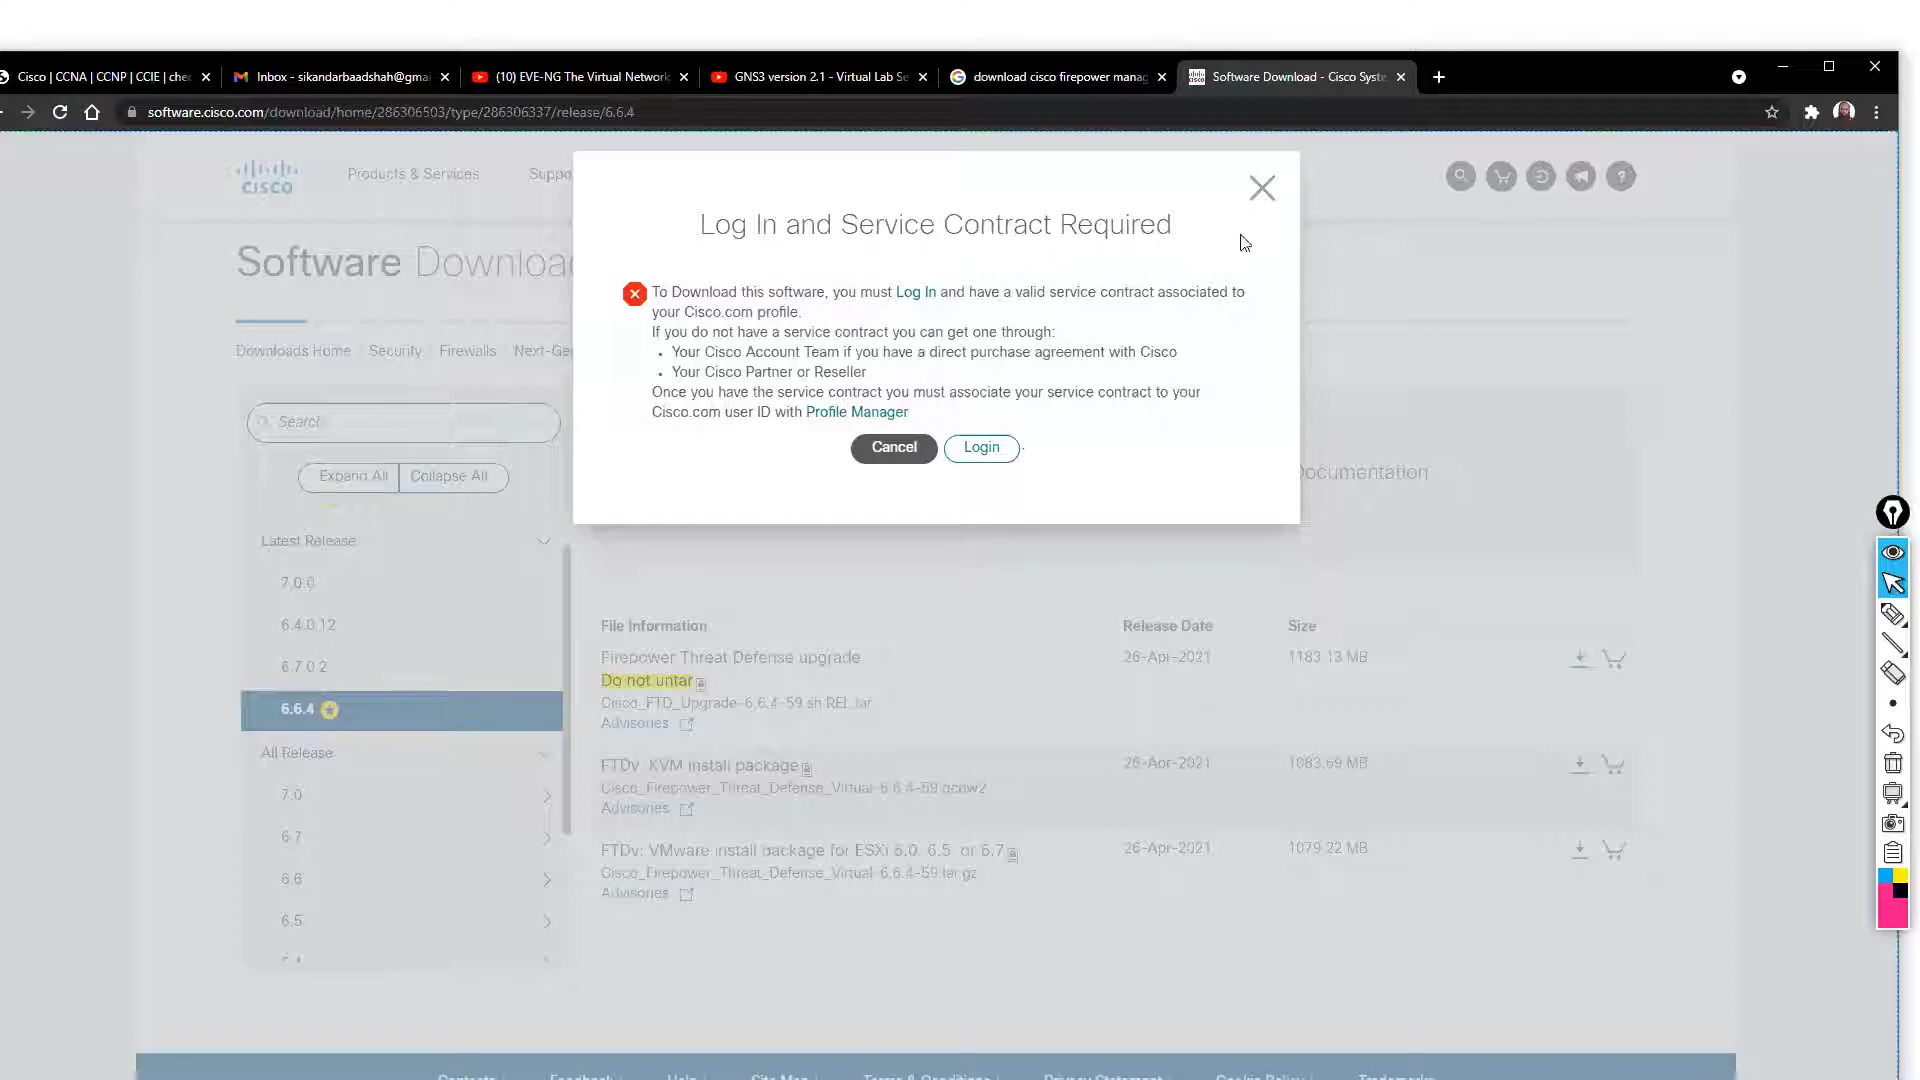 Cisco | CCNA | CCNP | CCIE | chec
Inbox - sikandarbaadshah@gmai
(10) EVE-NG The Virtual Network
GNS3 version 2.1 - Virtual Lab Se
download cisco firepower manag
Software Download - Cisco Syste
software.cisco.com/download/home/286306503/type/286306337/release/6.6.4
CISCO
Products & Services
Suppo
Log In and Service Contract Required
Software Download
To Download this software, you must Log In and have a valid service contract associated to
your Cisco.com profile.
If you do not have a service contract you can get one through:
• Your Cisco Account Team if you have a direct purchase agreement with Cisco
• Your Cisco Partner or Reseller
Once you have the service contract you must associate your service contract to your
Cisco.com user ID with Profile Manager
Cancel
Login
Downloads Home
Security
Firewalls
Next-Ge
Search
Expand All
Collapse All
Documentation
Latest Release
7.0.0
6.4.0.12
6.7.0.2
6.6.4
All Release
7.0
6.7
6.6
6.5
6.4
File Information
Release Date
Size
Firepower Threat Defense upgrade
26-Apr-2021
1183.13 MB
Do not untar
Cisco_FTD_Upgrade-6.6.4-59.sh.REL.tar
Advisories
FTDv: KVM install package
26-Apr-2021
1083.69 MB
Cisco_Firepower_Threat_Defense_Virtual-6.6.4-59.qcow2
Advisories
FTDv: VMware install package for ESXi 6.0, 6.5, or 6.7
26-Apr-2021
1079.22 MB
Cisco_Firepower_Threat_Defense_Virtual-6.6.4-59.tar.gz
Advisories